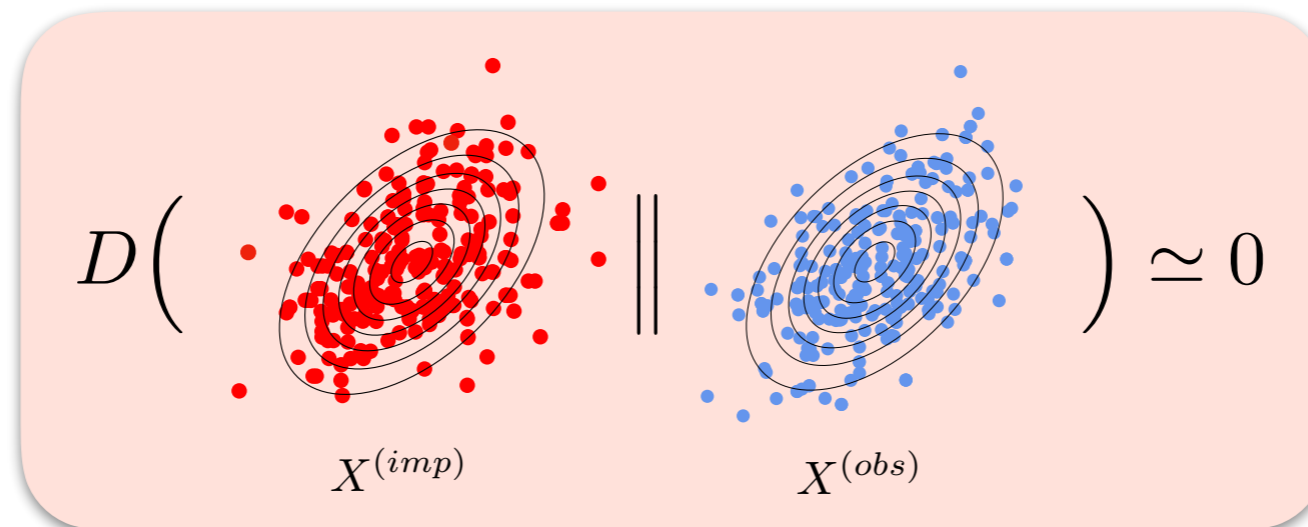 D( ∥ ) ≃ 0
X^{(imp)} X^{(obs)}